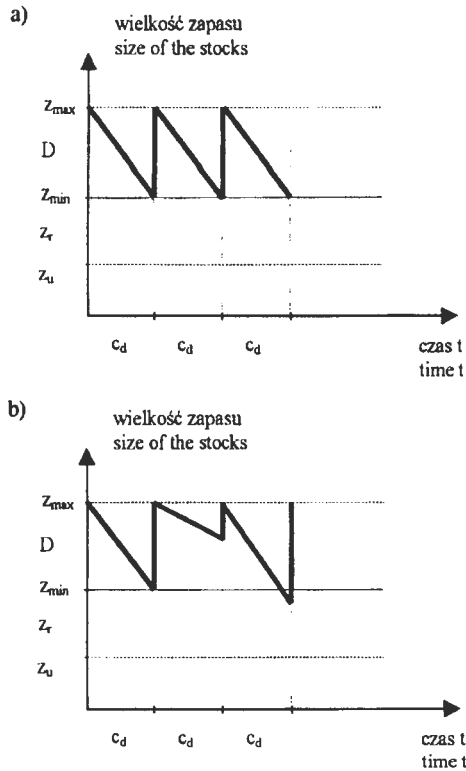 a)
wielkość zapasu
size of the stocks
zmax
D
zmin
zr
zu
cd cd cd
czas t
time t
b)
wielkość zapasu
size of the stocks
zmax
D
zmin
zr
zu
cd cd cd
czas t
time t